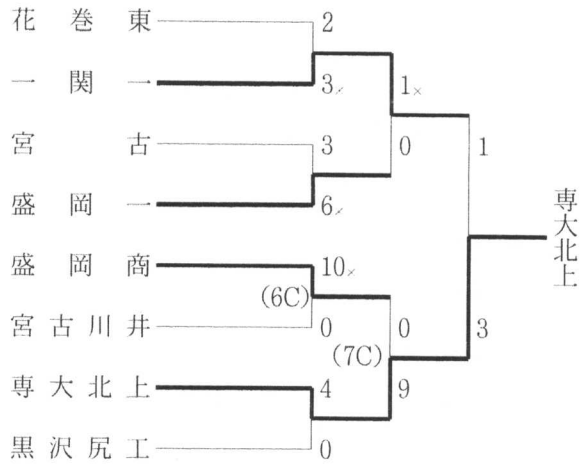 花巻東 2
一関一 3× 1×
宮古 3 0 1
盛岡一 6×
専大北上
盛岡商 10×
(6C)
宮古川井 0 0 3
(7C)
専大北上 4 9
黒沢尻工 0